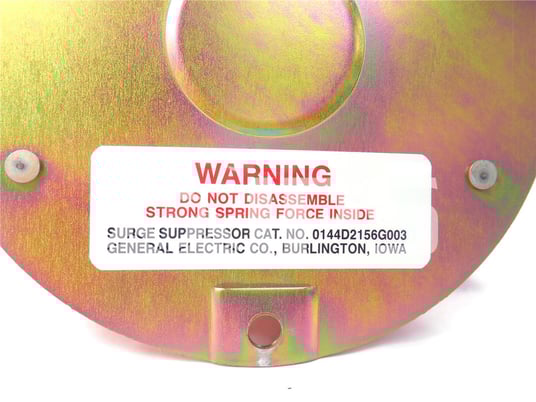 WARNING
DO NOT DISASSEMBLE
STRONG SPRING FORCE INSIDE
SURGE SUPPRESSOR CAT. NO. 0144D2156G003
GENERAL ELECTRIC CO., BURLINGTON, IOWA